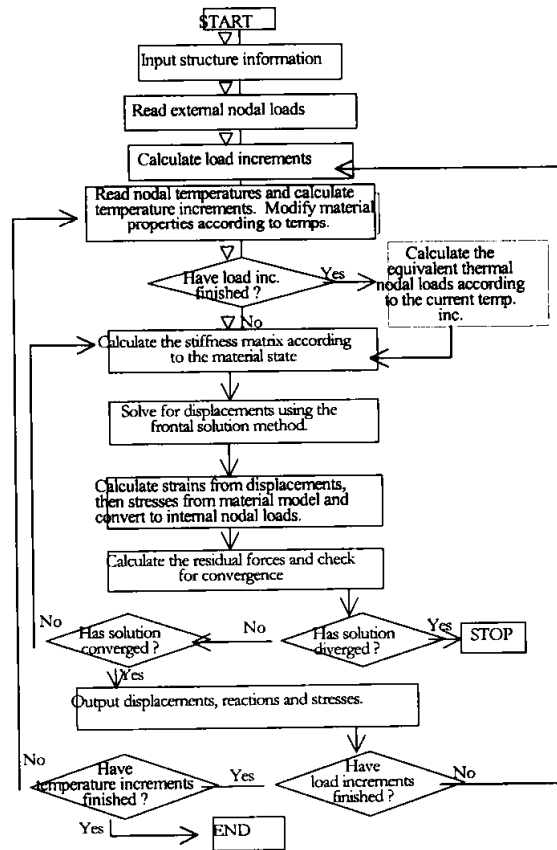 START
Input structure information
Read external nodal loads
Calculate load increments
Read nodal temperatures and calculate
temperature increments. Modify material
properties according to temps.
Have load inc.
finished ?
Yes
Calculate the
equivalent thermal
nodal loads according
to the current temp.
inc.
No
Calculate the stiffness matrix according
to the material state
Solve for displacements using the
frontal solution method.
Calculate strains from displacements,
then stresses from material model and
convert to internal nodal loads.
Calculate the residual forces and check
for convergence
No
Has solution
converged ?
No
Has solution
diverged ?
Yes
STOP
Yes
Output displacements, reactions and stresses.
No
Have
temperature increments
finished ?
Yes
Have
load increments
finished ?
No
Yes
END